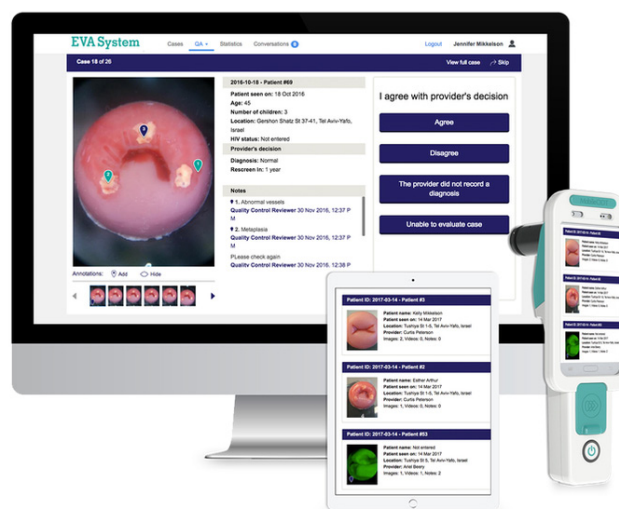 EVA System Cases QA Statistics Conversations Logout Jennifer Mikkelson
Case 18 of 26 View full case Skip
2016-10-18 - Patient #69
Patient seen on: 18 Oct 2016
Age: 45
Number of children: 3
Location: Gershon Shatz St 37-41, Tel Aviv-Yafo,
Israel
HIV status: Not entered
Provider's decision
Diagnosis: Normal
Rescreen in: 1 year
Notes
1. Abnormal vessels
Quality Control Reviewer 30 Nov 2016, 12:37 P
M
2. Metaplasia
Quality Control Reviewer 30 Nov 2016, 12:37 P
M
PLease check again
Quality Control Reviewer 30 Nov 2016, 12:38 P
Annotations: Add Hide
I agree with provider's decision
Agree
Disagree
The provider did not record a
diagnosis
Unable to evaluate case
Patient ID: 2017-03-14 - Patient #3
Patient name: Kelly Mikkelson
Patient seen on: 14 Mar 2017
Location: Tushiya St 1-5, Tel Aviv-Yafo, Israel
Provider: Curtis Peterson
Images: 2, Videos: 0, Notes: 0
Patient ID: 2017-03-14 - Patient #2
Patient name: Esthar Arthur
Patient seen on: 14 Mar 2017
Location: Tushiya St 1-5, Tel Aviv-Yafo, Israel
Provider: Curtis Peterson
Images: 1, Videos: 0, Notes: 0
Patient ID: 2017-03-14 - Patient #53
Patient name: Not entered
Patient seen on: 14 Mar 2017
Location: Tushiya St 5, Tel Aviv-Yafo, Israel
Provider: Ariel Beery
Images: 1, Videos: 1, Notes: 2